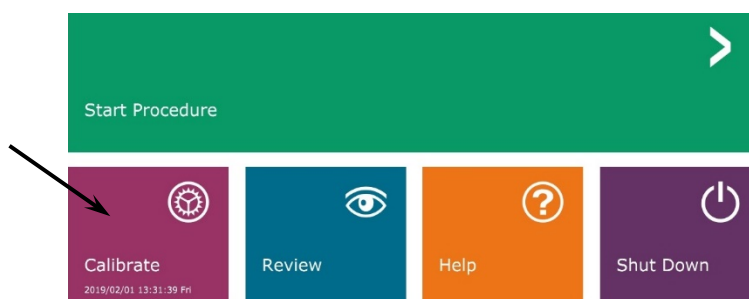 Start Procedure
Calibrate
2019/02/01 13:31:39 Fri
Review
Help
Shut Down